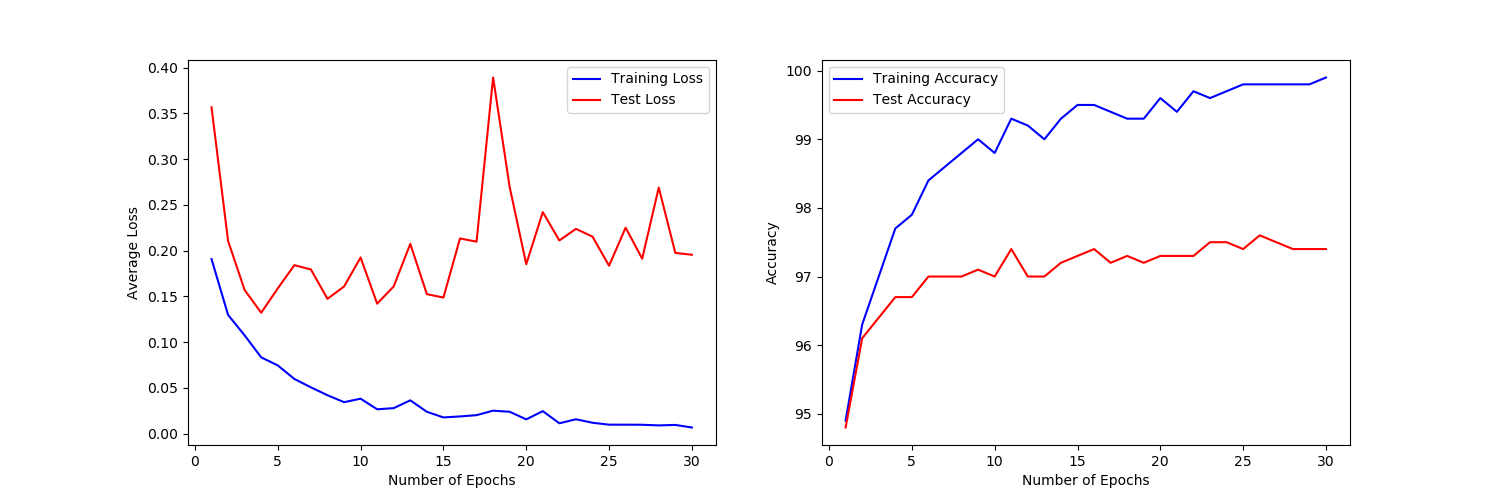 0.40
0.35
0.30
0.25
0.20
0.15
0.10
0.05
0.00
Average Loss
0 5 10 15 20 25 30
Number of Epochs
Training Loss
Test Loss
100
99
98
97
96
95
Accuracy
0 5 10 15 20 25 30
Number of Epochs
Training Accuracy
Test Accuracy